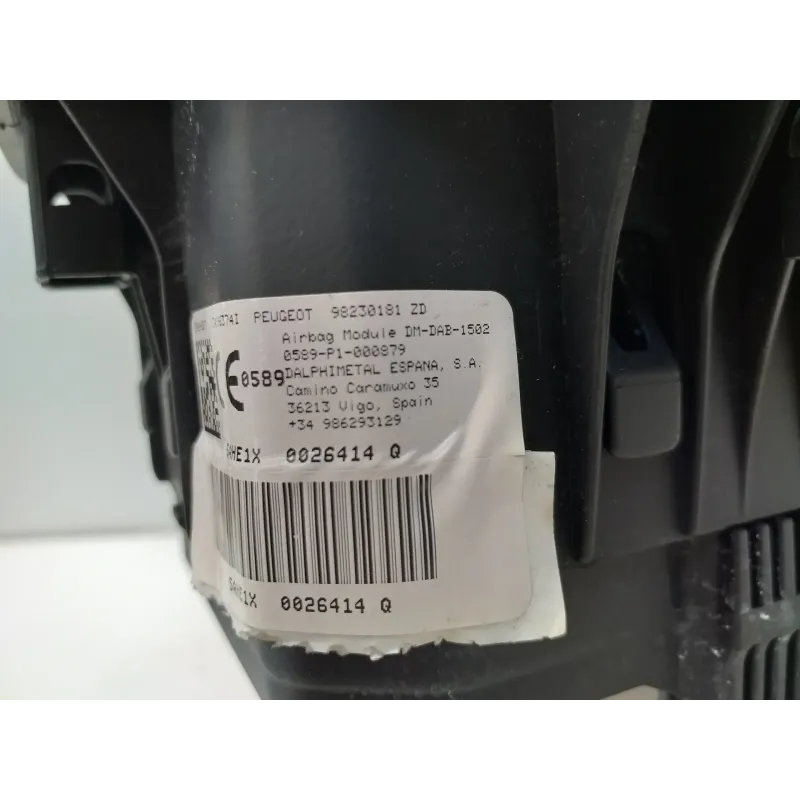 PEUGEOT 98230181 ZD
Airbag Module DM-DAB-1502
0589-P1-000879
CE 0589 DALPHIMETAL ESPANA, S.A.
Camino Caramuxo 35
36213 Vigo, Spain
+34 986293129
0026414 Q
0026414 Q